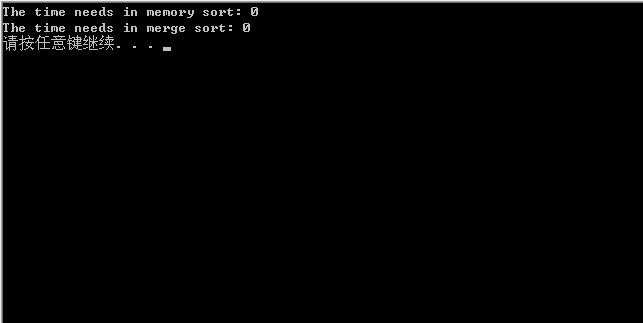 The time needs in memory sort: 0
The time needs in merge sort: 0
请按任意键继续. . .